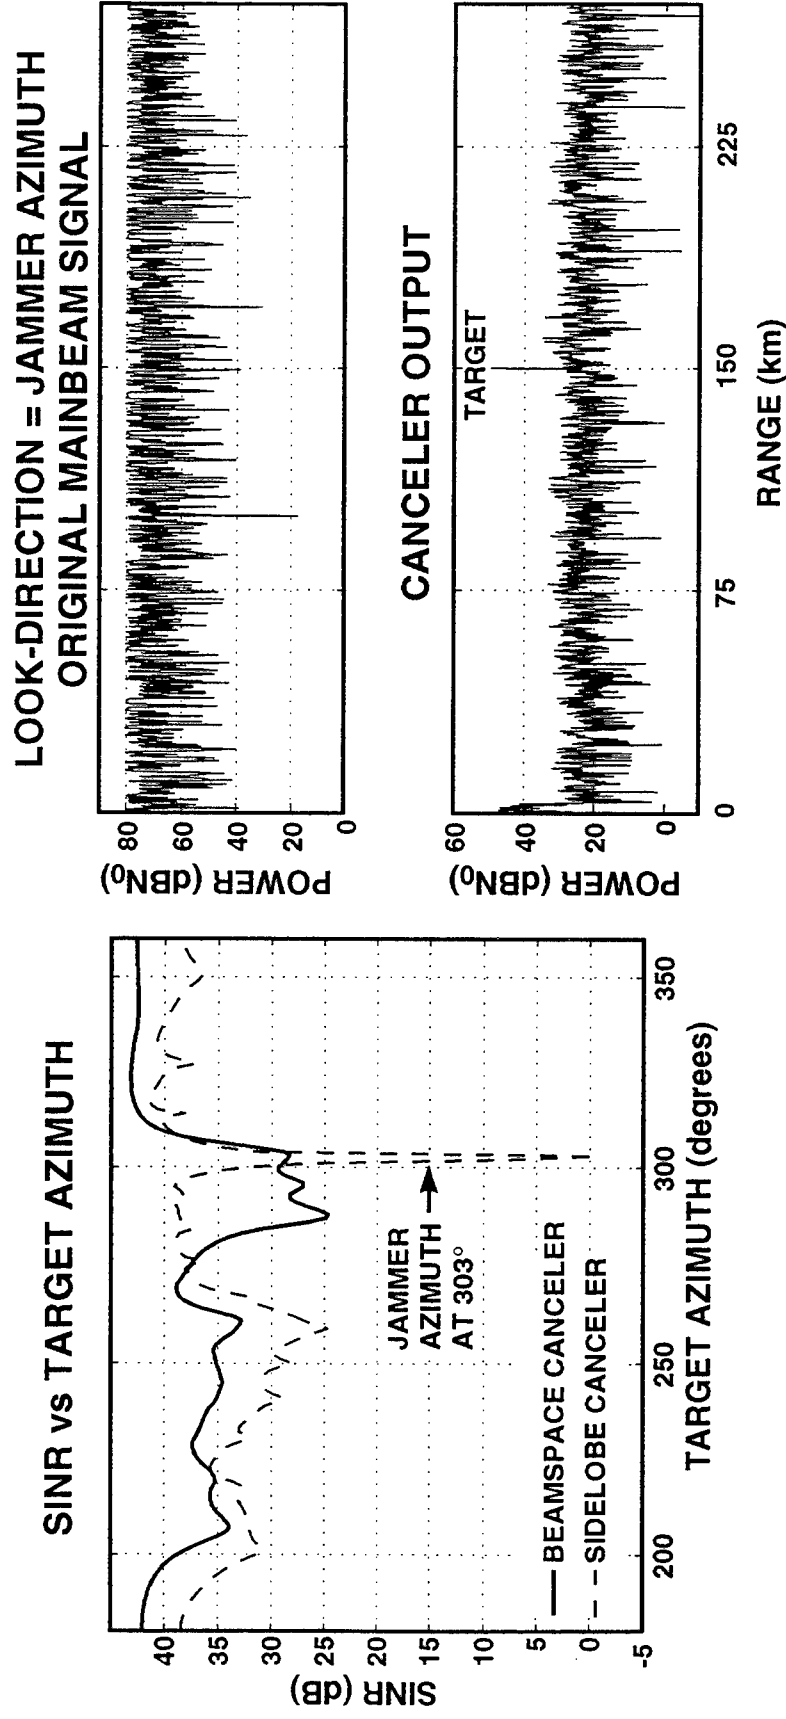 SINR vs TARGET AZIMUTH
SINR (dB)
40
35
30
25
20
15
10
5
0
-5
JAMMER
AZIMUTH
AT 303°
BEAMSPACE CANCELER
SIDELOBE CANCELER
200
250
300
350
TARGET AZIMUTH (degrees)
LOOK-DIRECTION = JAMMER AZIMUTH
ORIGINAL MAINBEAM SIGNAL
POWER (dBN₀)
80
60
40
20
0
CANCELER OUTPUT
POWER (dBN₀)
60
40
20
0
TARGET
0
75
150
225
RANGE (km)